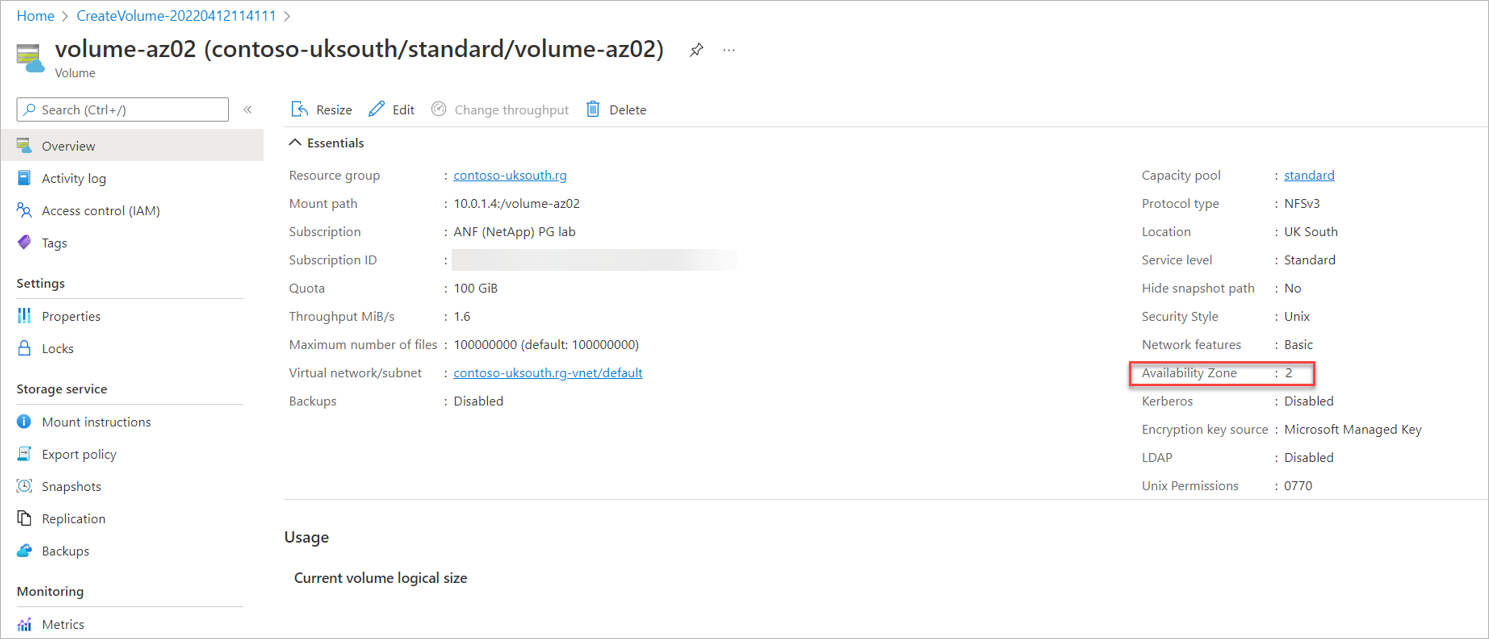 Home > CreateVolume-20220412114111 >
volume-az02 (contoso-uksouth/standard/volume-az02)
Volume
Search (Ctrl+/)
Overview
Activity log
Access control (IAM)
Tags
Settings
Properties
Locks
Storage service
Mount instructions
Export policy
Snapshots
Replication
Backups
Monitoring
Metrics
Resize Edit Change throughput Delete
Essentials
Resource group : contoso-uksouth.rg
Mount path : 10.0.1.4:/volume-az02
Subscription : ANF (NetApp) PG lab
Subscription ID :
Quota : 100 GiB
Throughput MiB/s : 1.6
Maximum number of files : 100000000 (default: 100000000)
Virtual network/subnet : contoso-uksouth.rg-vnet/default
Backups : Disabled
Capacity pool : standard
Protocol type : NFSv3
Location : UK South
Service level : Standard
Hide snapshot path : No
Security Style : Unix
Network features : Basic
Availability Zone : 2
Kerberos : Disabled
Encryption key source : Microsoft Managed Key
LDAP : Disabled
Unix Permissions : 0770
Usage
Current volume logical size